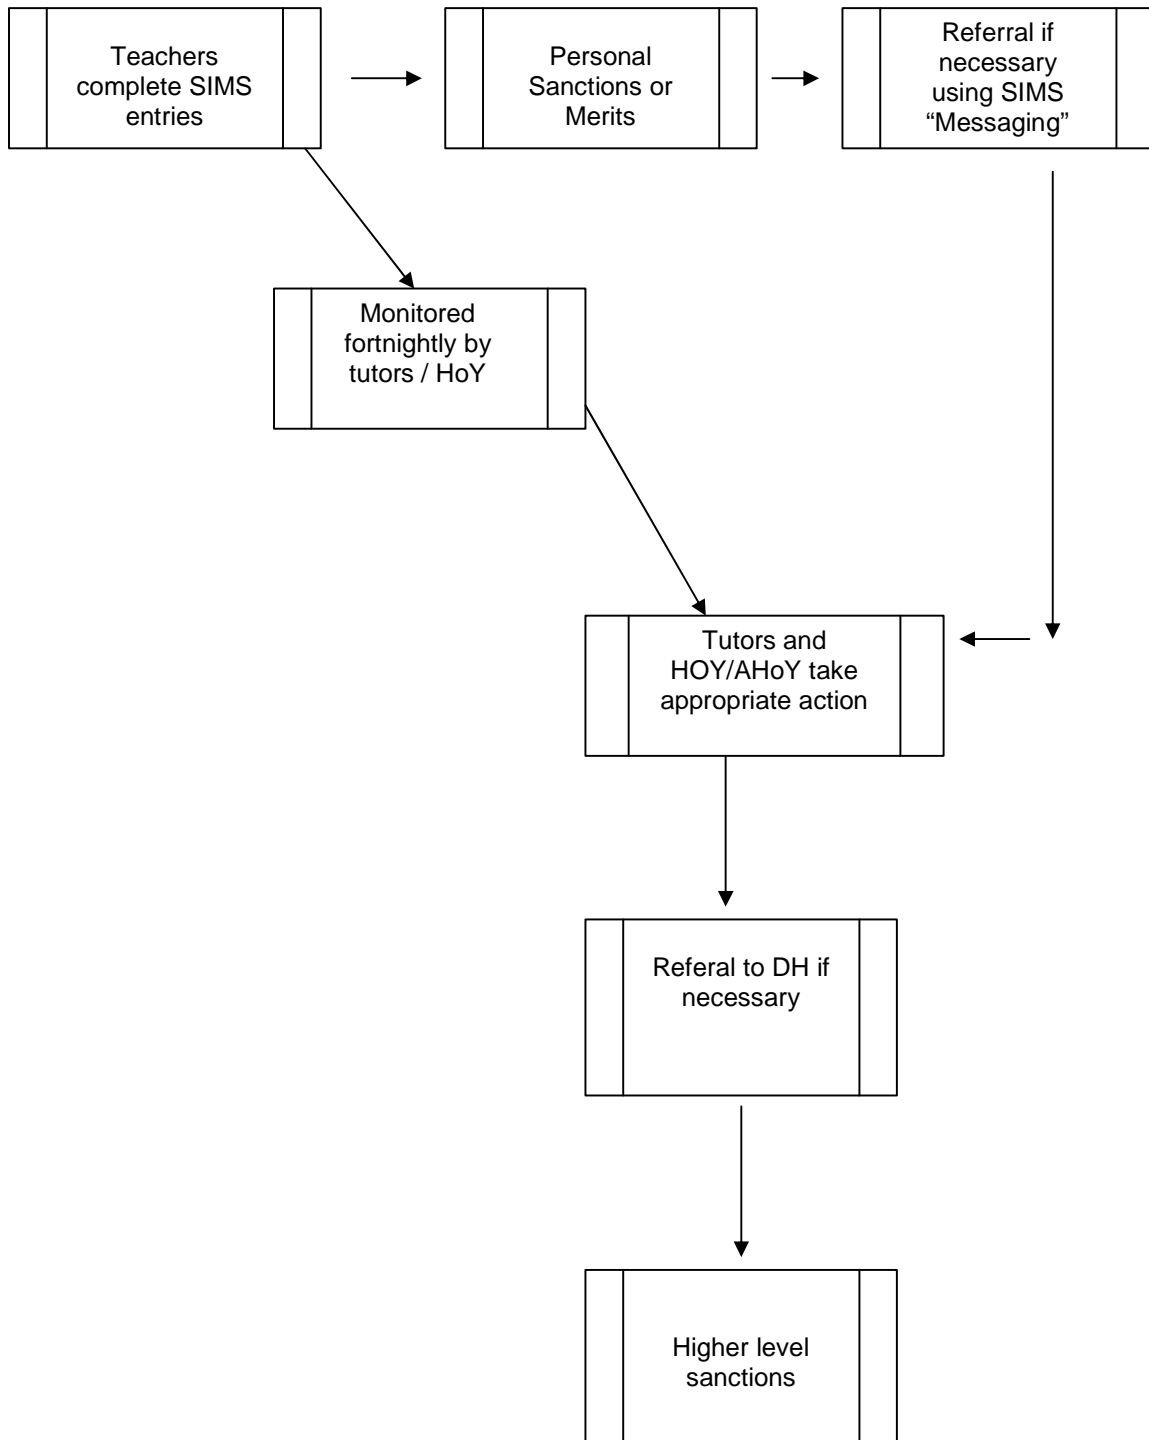 Teachers
complete SIMS
entries
Personal
Sanctions or
Merits
Referral if
necessary
using SIMS
“Messaging”
Monitored
fortnightly by
tutors / HoY
Tutors and
HOY/AHoY take
appropriate action
Referal to DH if
necessary
Higher level
sanctions